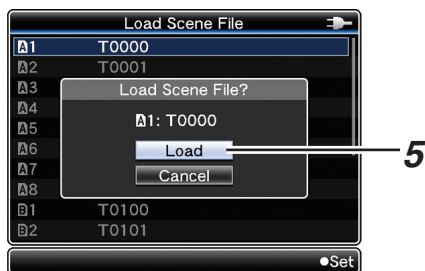 Load Scene File
A1 T0000
A2 T0001
A3
Load Scene File?
A4
A1: T0000
A5
A6
Load
5
A7
Cancel
A8
B1 T0100
B2 T0101
●Set